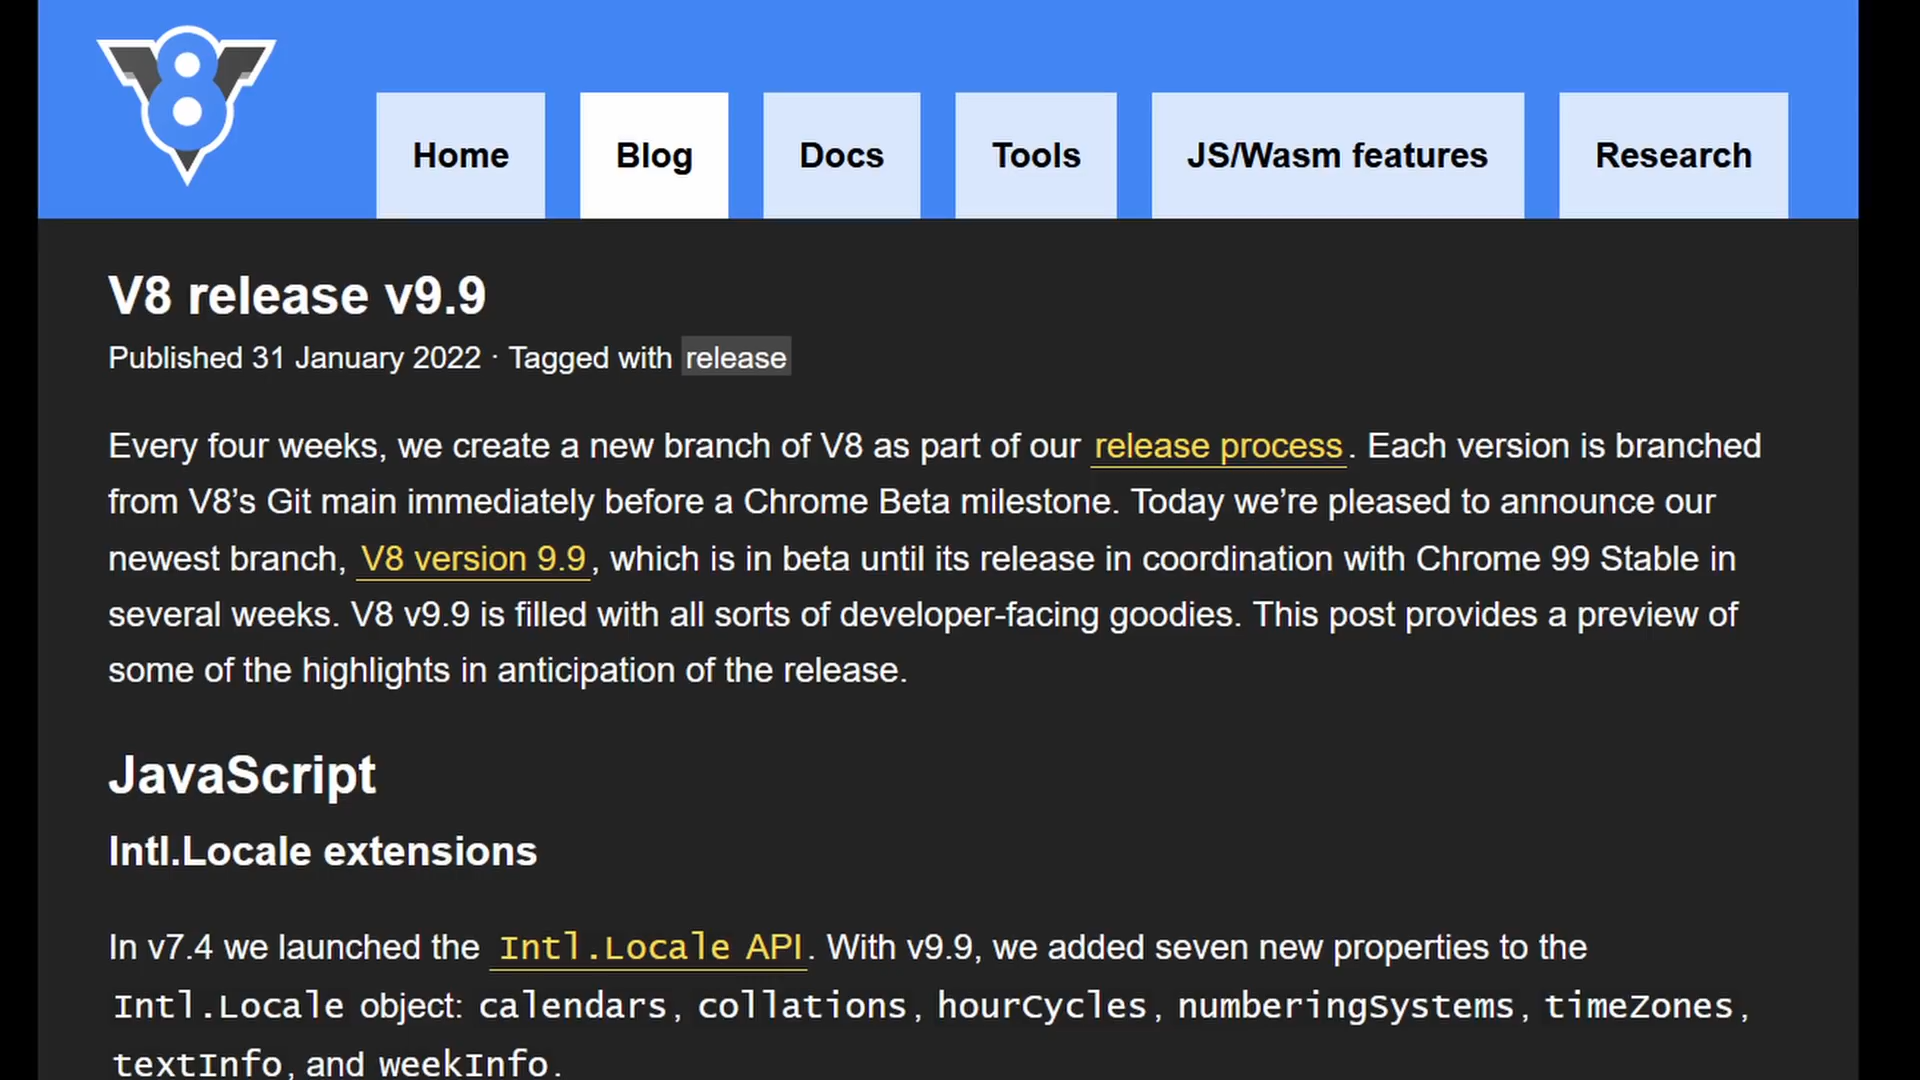 Home Blog Docs Tools JS/Wasm features Research
V8 release v9.9
Published 31 January 2022 · Tagged with release
Every four weeks, we create a new branch of V8 as part of our release process. Each version is branched
from V8’s Git main immediately before a Chrome Beta milestone. Today we’re pleased to announce our
newest branch, V8 version 9.9, which is in beta until its release in coordination with Chrome 99 Stable in
several weeks. V8 v9.9 is filled with all sorts of developer-facing goodies. This post provides a preview of
some of the highlights in anticipation of the release.
JavaScript
Intl.Locale extensions
In v7.4 we launched the Intl.Locale API. With v9.9, we added seven new properties to the
Intl.Locale object: calendars, collations, hourCycles, numberingSystems, timeZones,
textInfo, and weekInfo.